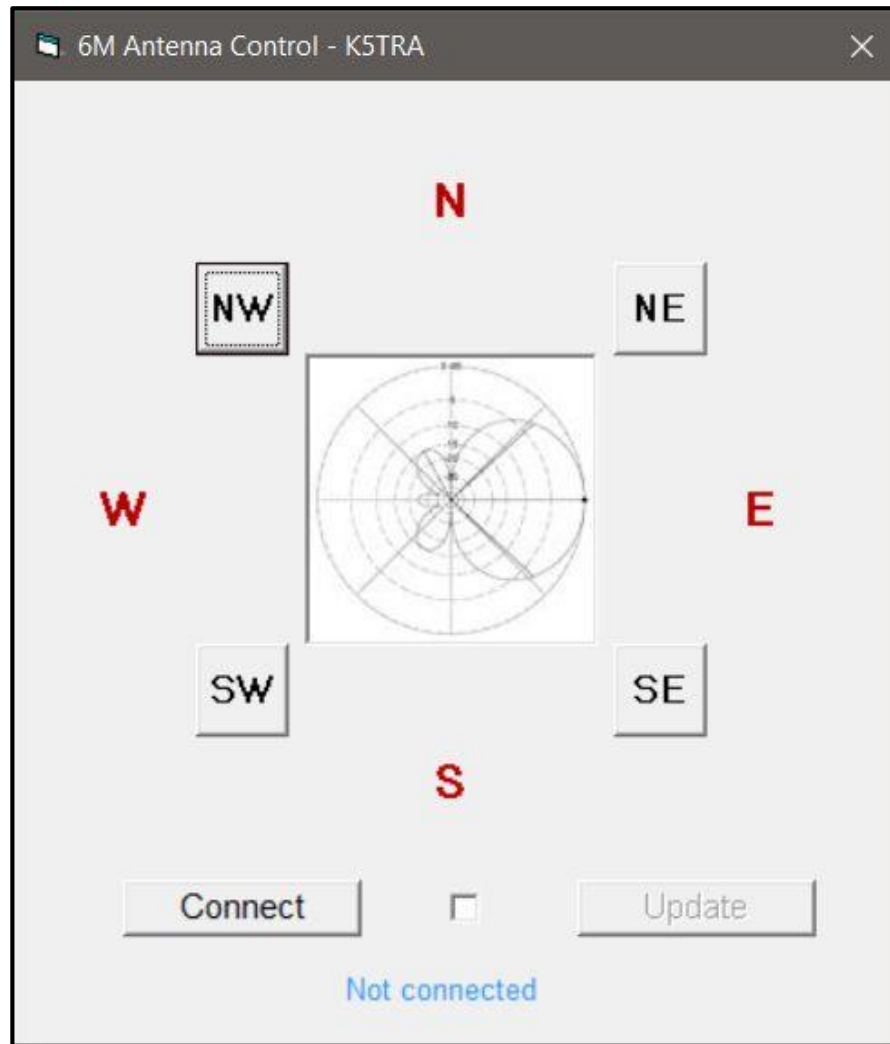 6M Antenna Control - K5TRA
N
NW NE
W E
SW SE
S
Connect Update
Not connected